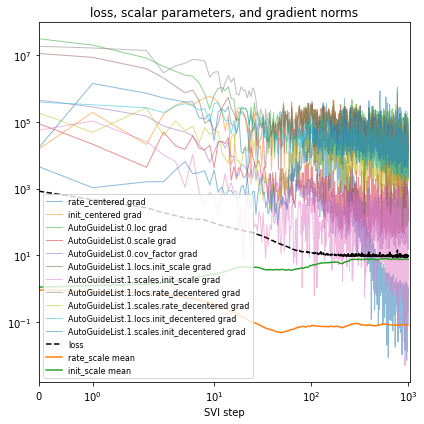 loss, scalar parameters, and gradient norms
10⁷
10⁵
10³
10¹
10⁻¹
rate_centered grad
init_centered grad
AutoGuideList.0.loc grad
AutoGuideList.0.scale grad
AutoGuideList.0.cov_factor grad
AutoGuideList.1.locs.init_scale grad
AutoGuideList.1.scales.init_scale grad
AutoGuideList.1.locs.rate_decentered grad
AutoGuideList.1.scales.rate_decentered grad
AutoGuideList.1.locs.init_decentered grad
AutoGuideList.1.scales.init_decentered grad
loss
rate_scale mean
init_scale mean
0 10⁰ 10¹ 10² 10³
SVI step